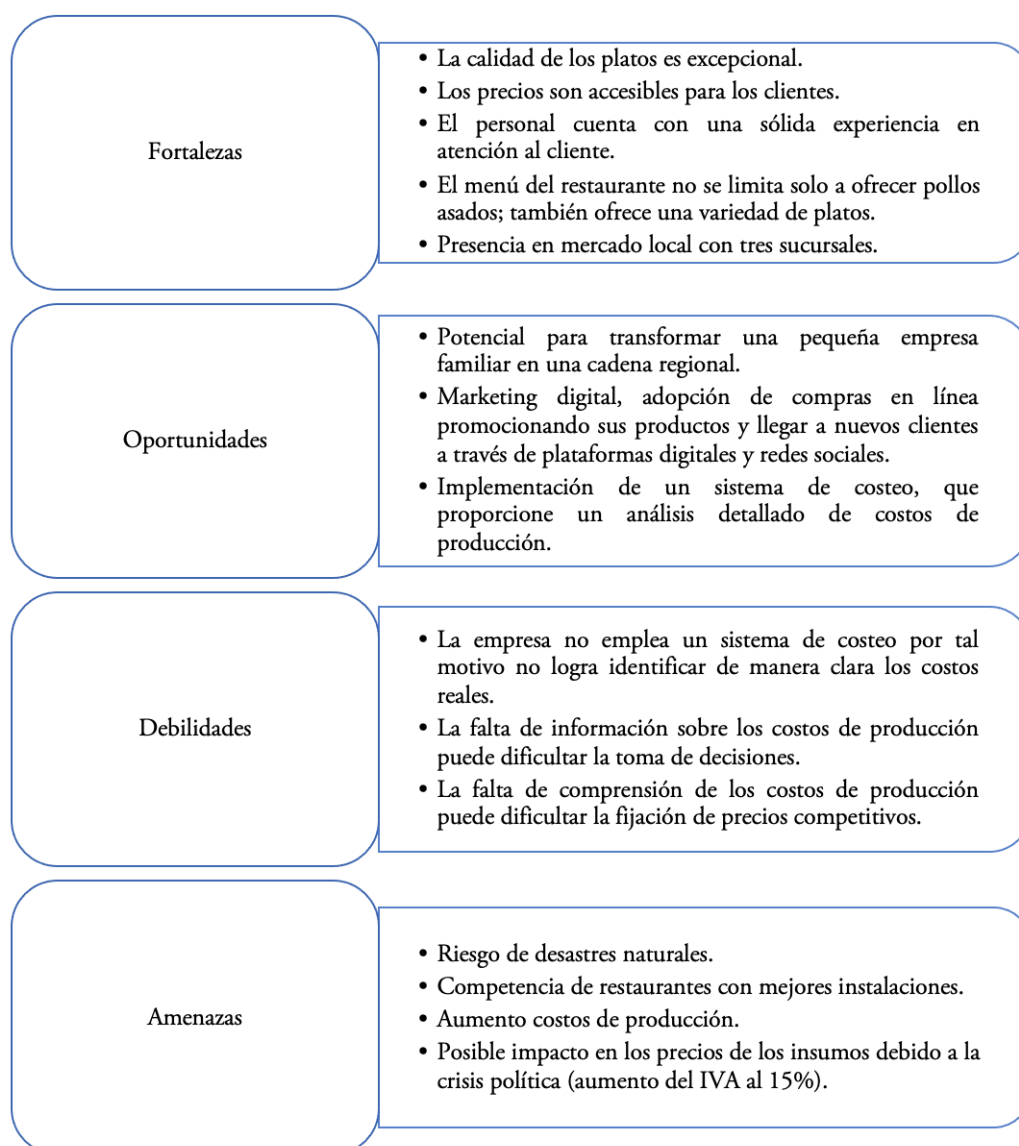 Fortalezas
• La calidad de los platos es excepcional.
• Los precios son accesibles para los clientes.
• El personal cuenta con una sólida experiencia en
atención al cliente.
• El menú del restaurante no se limita solo a ofrecer pollos
asados; también ofrece una variedad de platos.
• Presencia en mercado local con tres sucursales.
Oportunidades
• Potencial para transformar una pequeña empresa
familiar en una cadena regional.
• Marketing digital, adopción de compras en línea
promocionando sus productos y llegar a nuevos clientes
a través de plataformas digitales y redes sociales.
• Implementación de un sistema de costeo, que
proporcione un análisis detallado de costos de
producción.
Debilidades
• La empresa no emplea un sistema de costeo por tal
motivo no logra identificar de manera clara los costos
reales.
• La falta de información sobre los costos de producción
puede dificultar la toma de decisiones.
• La falta de comprensión de los costos de producción
puede dificultar la fijación de precios competitivos.
Amenazas
• Riesgo de desastres naturales.
• Competencia de restaurantes con mejores instalaciones.
• Aumento costos de producción.
• Posible impacto en los precios de los insumos debido a la
crisis política (aumento del IVA al 15%).